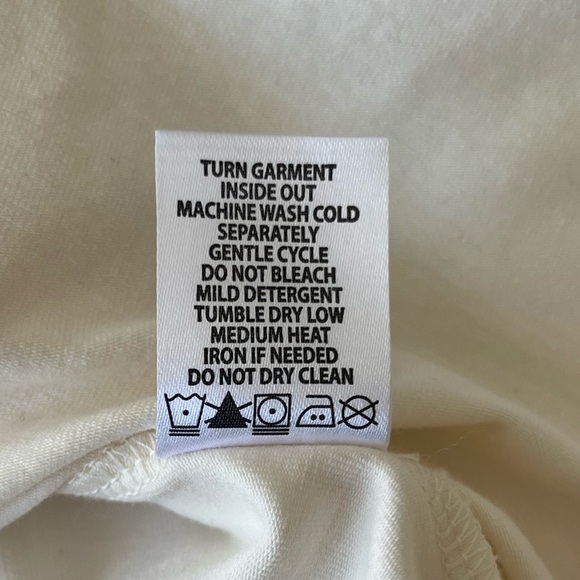 TURN GARMENT
INSIDE OUT
MACHINE WASH COLD
SEPARATELY
GENTLE CYCLE
DO NOT BLEACH
MILD DETERGENT
TUMBLE DRY LOW
MEDIUM HEAT
IRON IF NEEDED
DO NOT DRY CLEAN